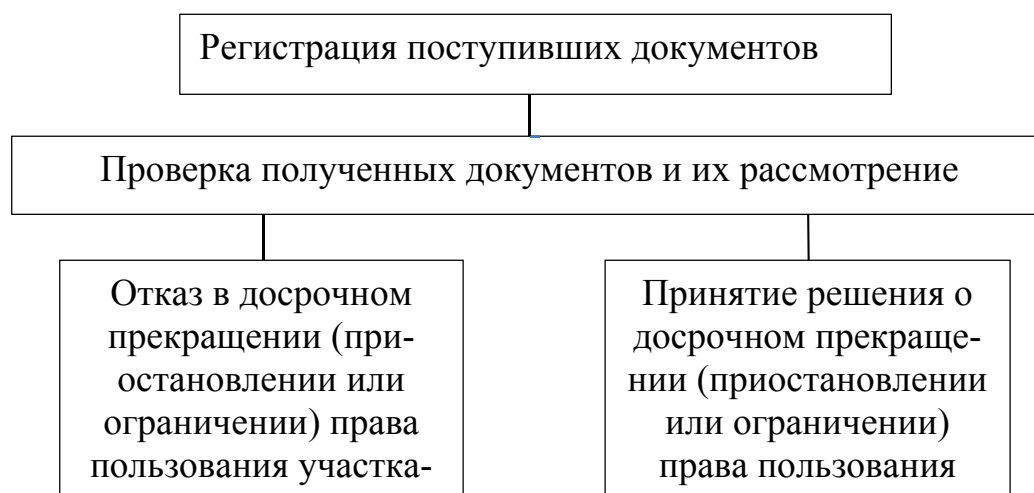 Регистрация поступивших документов
Проверка полученных документов и их рассмотрение
Отказ в досрочном
прекращении (при-
остановлении или
ограничении) права
пользования участка-
Принятие решения о
досрочном прекраще-
нии (приостановлении
или ограничении)
права пользования